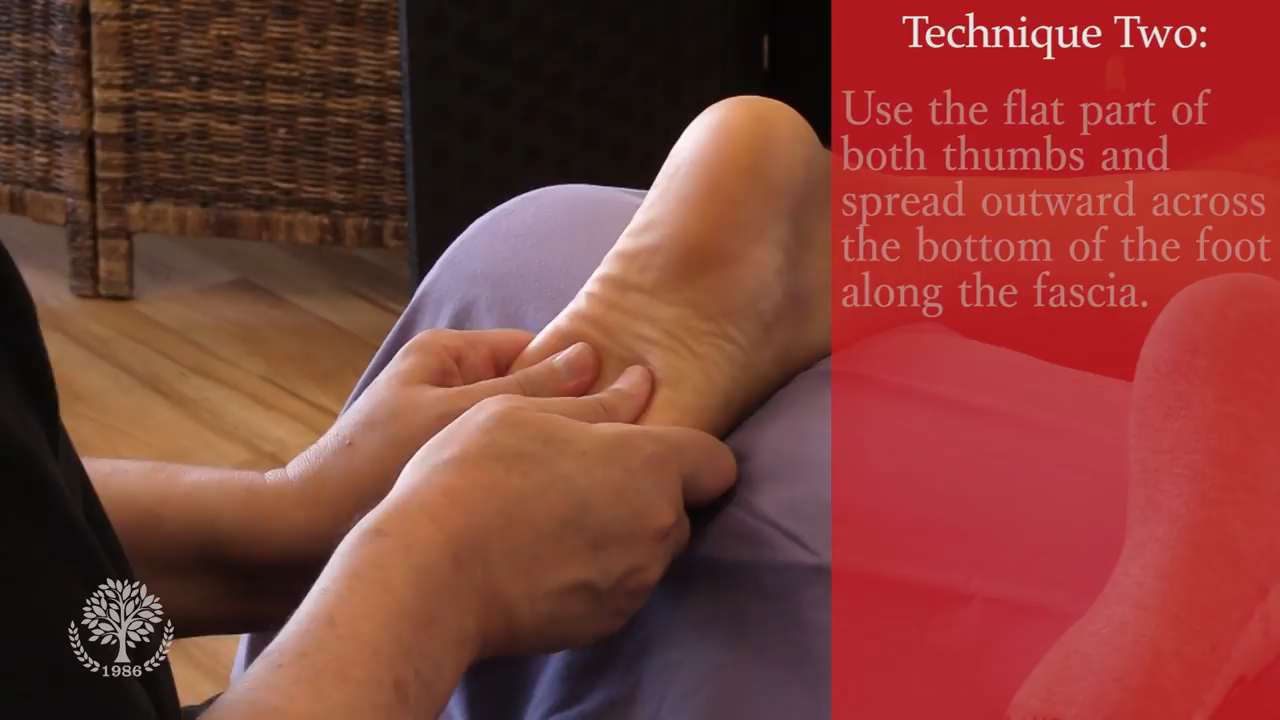 Technique Two:
Use the flat part of
both thumbs and
spread outward across
the bottom of the foot
along the fascia.
1986